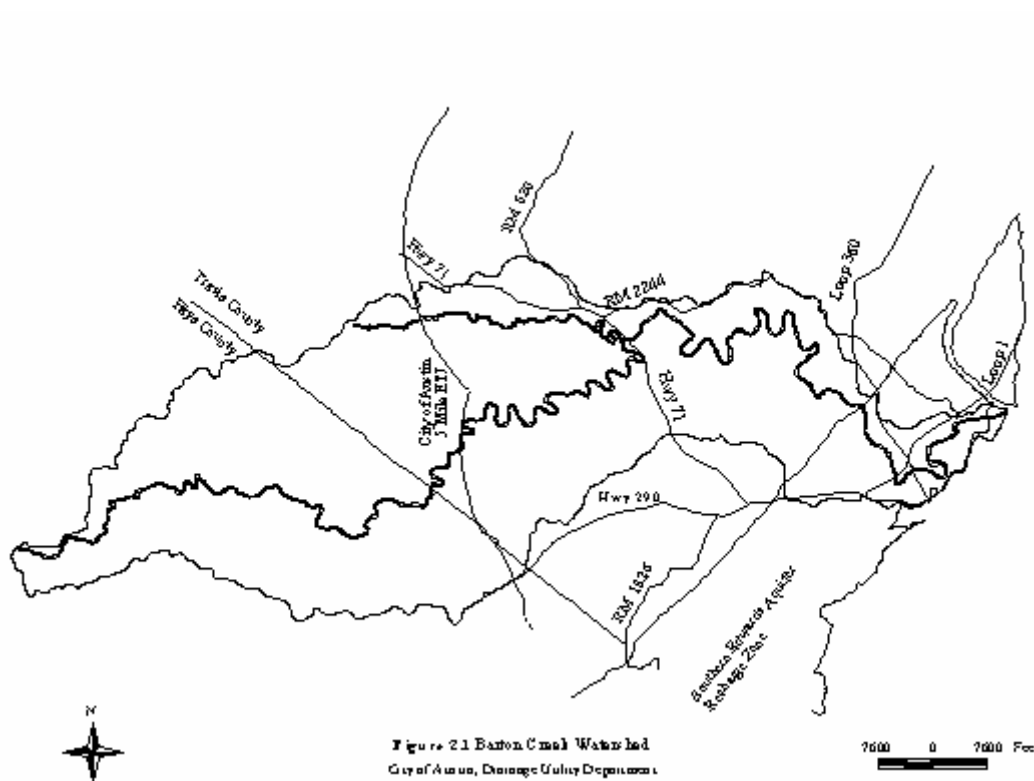 RM 620
Hwy 71
Loop 360
RM 2244
Travis County
Hays County
Loop 1
City of Austin
5 Mile ETJ
Hwy 71
Hwy 290
RM 1826
Southern Edwards Aquifer
Recharge Zone
N
Figure 2.1 Barton Creek Watershed
City of Austin, Drainage Utility Department
7600 0 7600 Fee